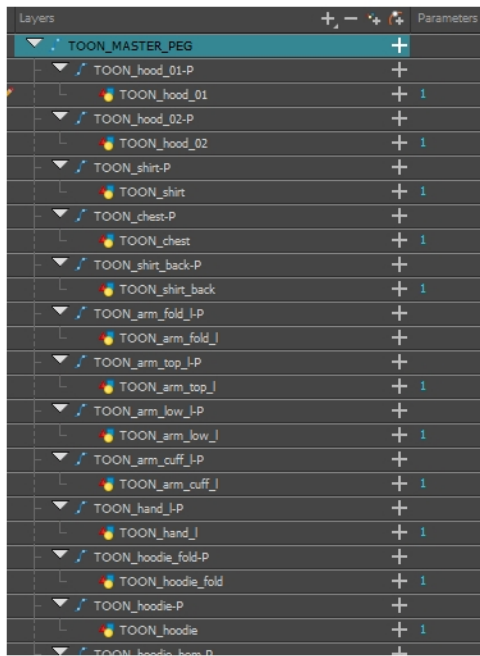 Layers Parameters
TOON_MASTER_PEG
TOON_hood_01-P
TOON_hood_01 1
TOON_hood_02-P
TOON_hood_02 1
TOON_shirt-P
TOON_shirt 1
TOON_chest-P
TOON_chest 1
TOON_shirt_back-P
TOON_shirt_back 1
TOON_arm_fold_l-P
TOON_arm_fold_l
TOON_arm_top_l-P
TOON_arm_top_l 1
TOON_arm_low_l-P
TOON_arm_low_l 1
TOON_arm_cuff_l-P
TOON_arm_cuff_l 1
TOON_hand_l-P
TOON_hand_l 1
TOON_hoodie_fold-P
TOON_hoodie_fold 1
TOON_hoodie-P
TOON_hoodie 1
TOON_hoodie_hem-P